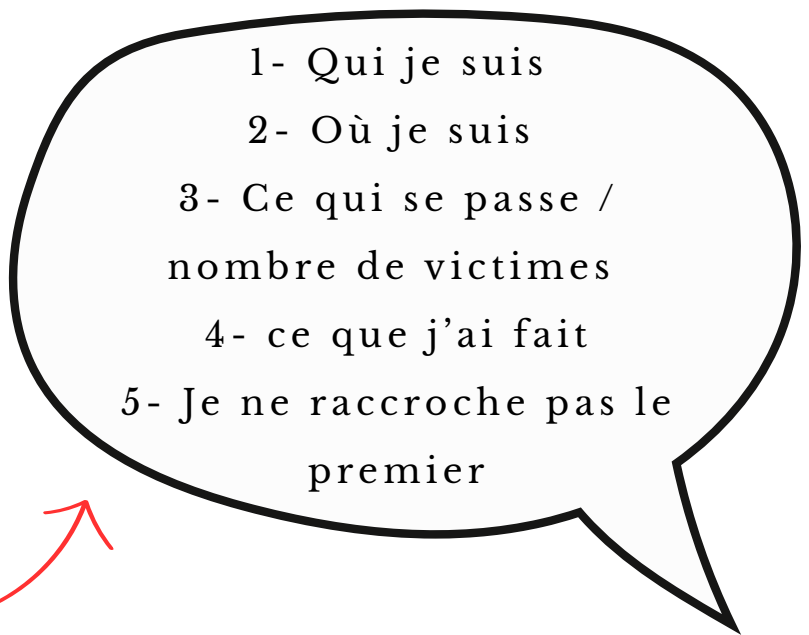 1- Qui je suis
2- Où je suis
3- Ce qui se passe /
nombre de victimes
4- ce que j’ai fait
5- Je ne raccroche pas le
premier